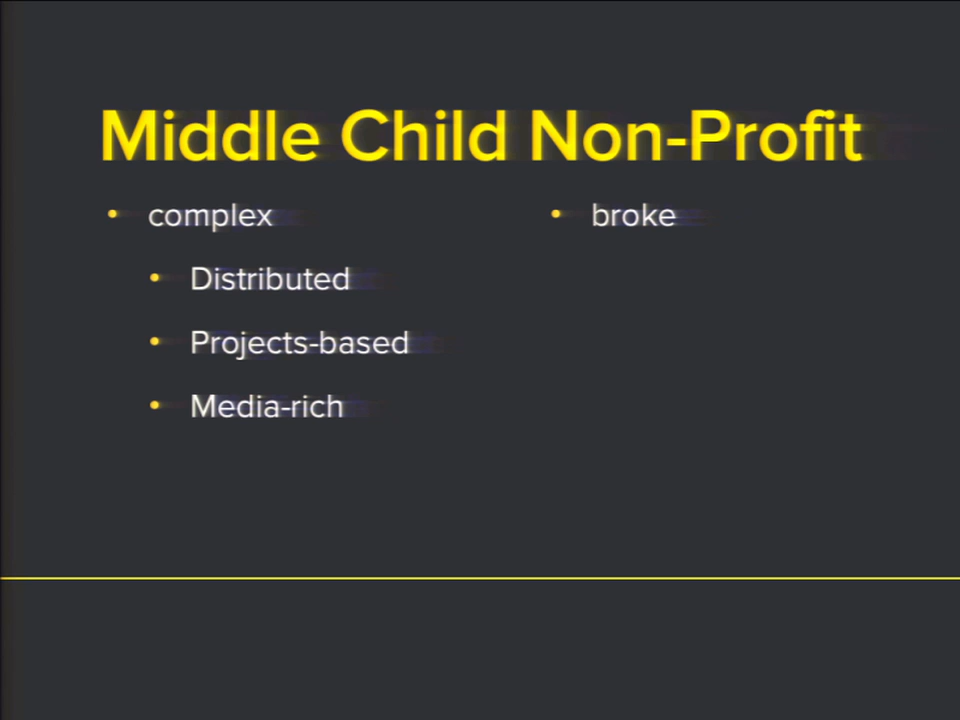 Middle Child Non-Profit
complex
Distributed
Projects-based
Media-rich
broke